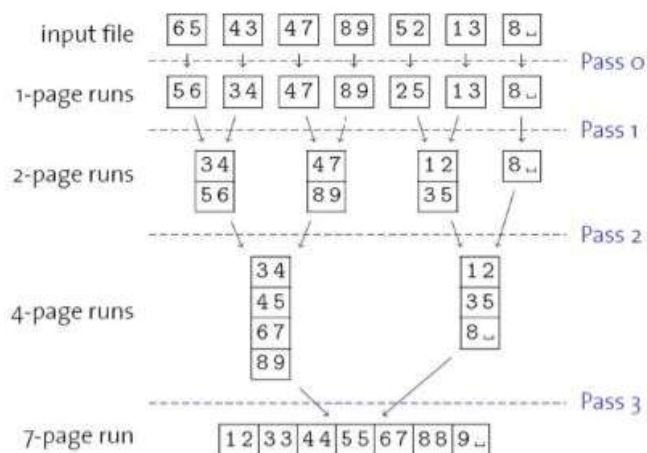 input file 65 43 47 89 52 13 8␣
Pass 0
1-page runs 56 34 47 89 25 13 8␣
Pass 1
2-page runs 34 47 12 8␣
56 89 35
Pass 2
34 12
45 35
4-page runs 67 8␣
89
Pass 3
7-page run 12 33 44 55 67 88 9␣